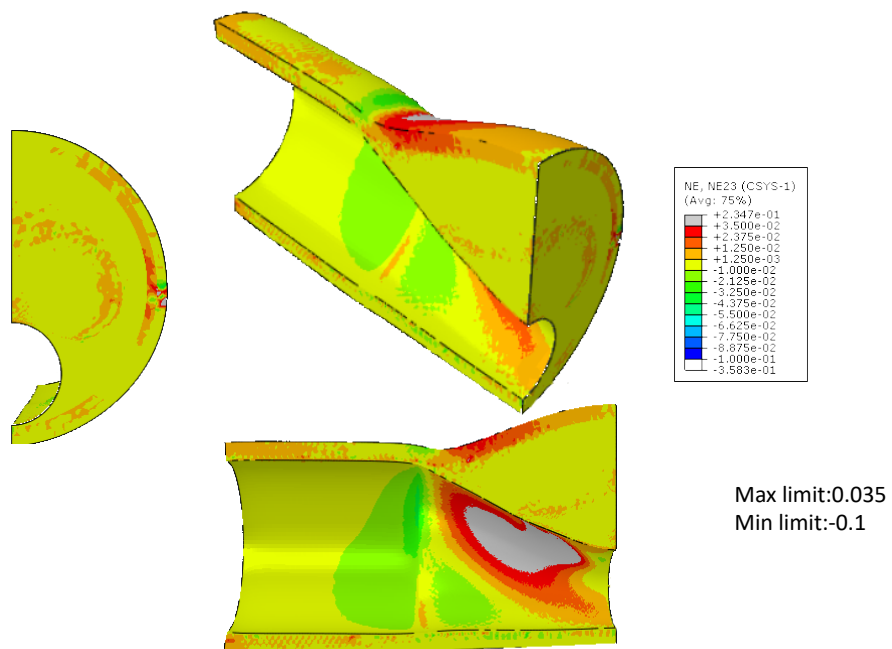 NE, NE23 (CSYS-1)
(Avg: 75%)
+2.347e-01
+3.500e-02
+2.375e-02
+1.250e-02
+1.250e-03
-1.000e-02
-2.125e-02
-3.250e-02
-4.375e-02
-5.500e-02
-6.625e-02
-7.750e-02
-8.875e-02
-1.000e-01
-3.583e-01
Max limit:0.035
Min limit:-0.1